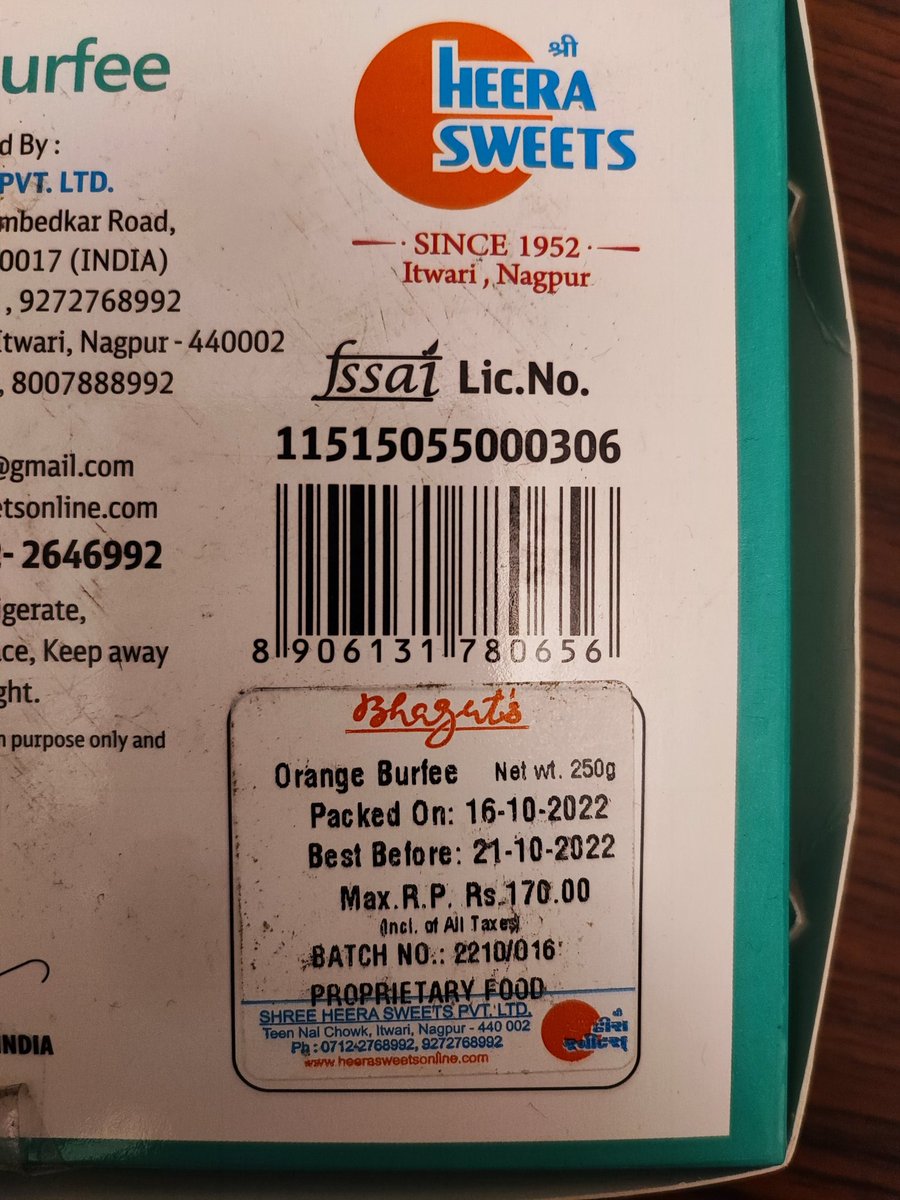 urfee
d By :
PVT. LTD.
mbedkar Road,
0017 (INDIA)
, 9272768992
Itwari, Nagpur - 440002
, 8007888992
@gmail.com
etsonline.com
- 2646992
igerate,
ce, Keep away
ght.
n purpose only and
INDIA
श्री
HEERA
SWEETS
SINCE 1952
Itwari , Nagpur
fssai Lic.No.
11515055000306
8 906131 780656
Bhagat's
Orange Burfee Net wt. 250g
Packed On: 16-10-2022
Best Before: 21-10-2022
Max.R.P. Rs.170.00
(Incl. of All Taxes)
BATCH NO.: 2210/016
PROPRIETARY FOOD
SHREE HEERA SWEETS PVT. LTD.
Teen Nal Chowk, Itwari, Nagpur - 440 002
Ph : 0712-2768992, 9272768992
www.heerasweetsonline.com
श्री
हीरा
स्वीट्स